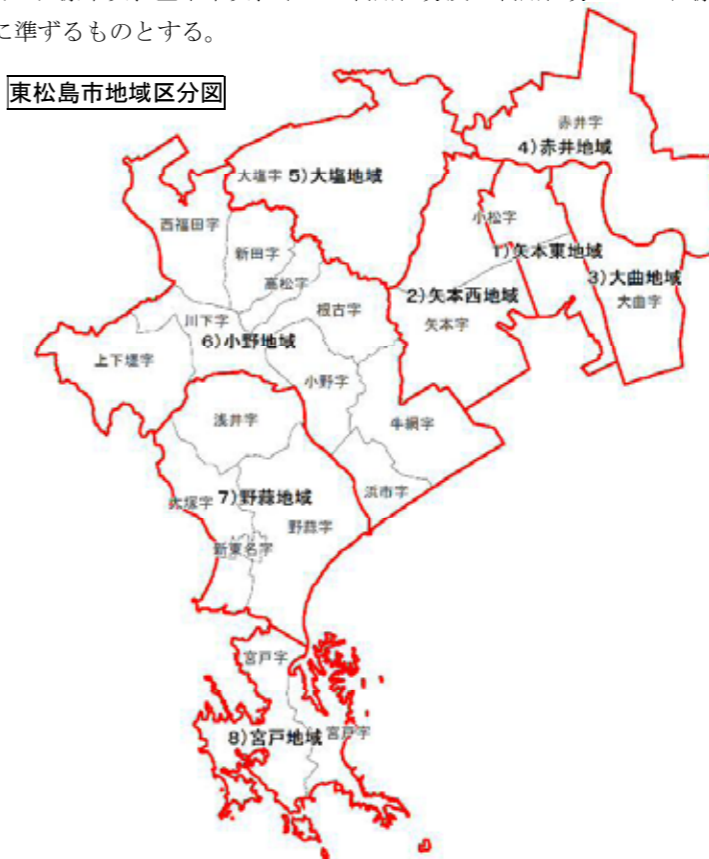 に準ずるものとする。
東松島市地域区分図
赤井字
4)赤井地域
大塩字 5)大塩地域
西福田字
小松字
新田字
1)矢本東地域
高松字
3)大曲地域
2)矢本西地域
大曲字
根古字
川下字
矢本字
6)小野地域
上下堤字
小野字
浅井字
牛網字
大塚字 7)野蒜地域
浜市字
野蒜字
新東名字
宮戸字
8)宮戸地域
宮戸字